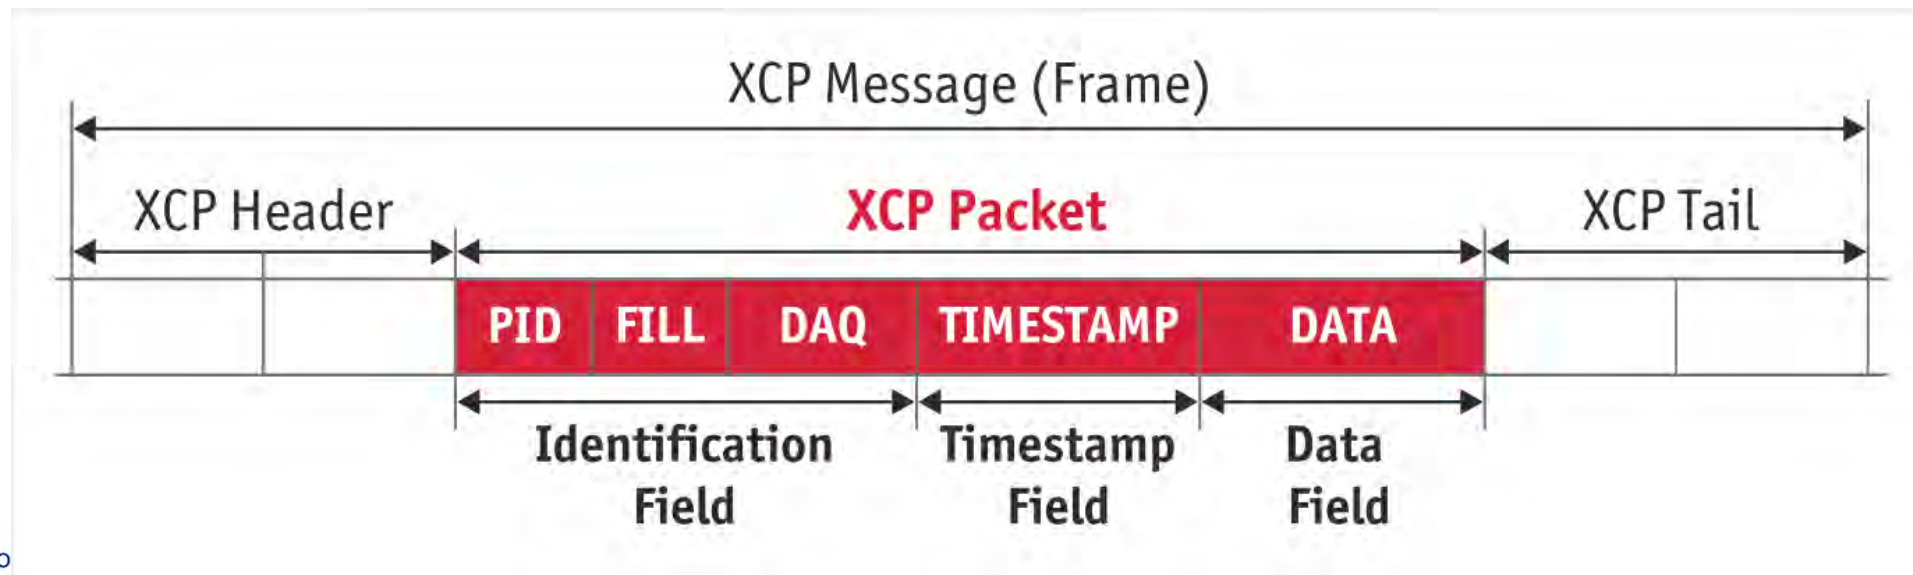 XCP Message (Frame)
XCP Header
XCP Packet
XCP Tail
PID FILL DAQ TIMESTAMP DATA
Identification Field
Timestamp Field
Data Field
o